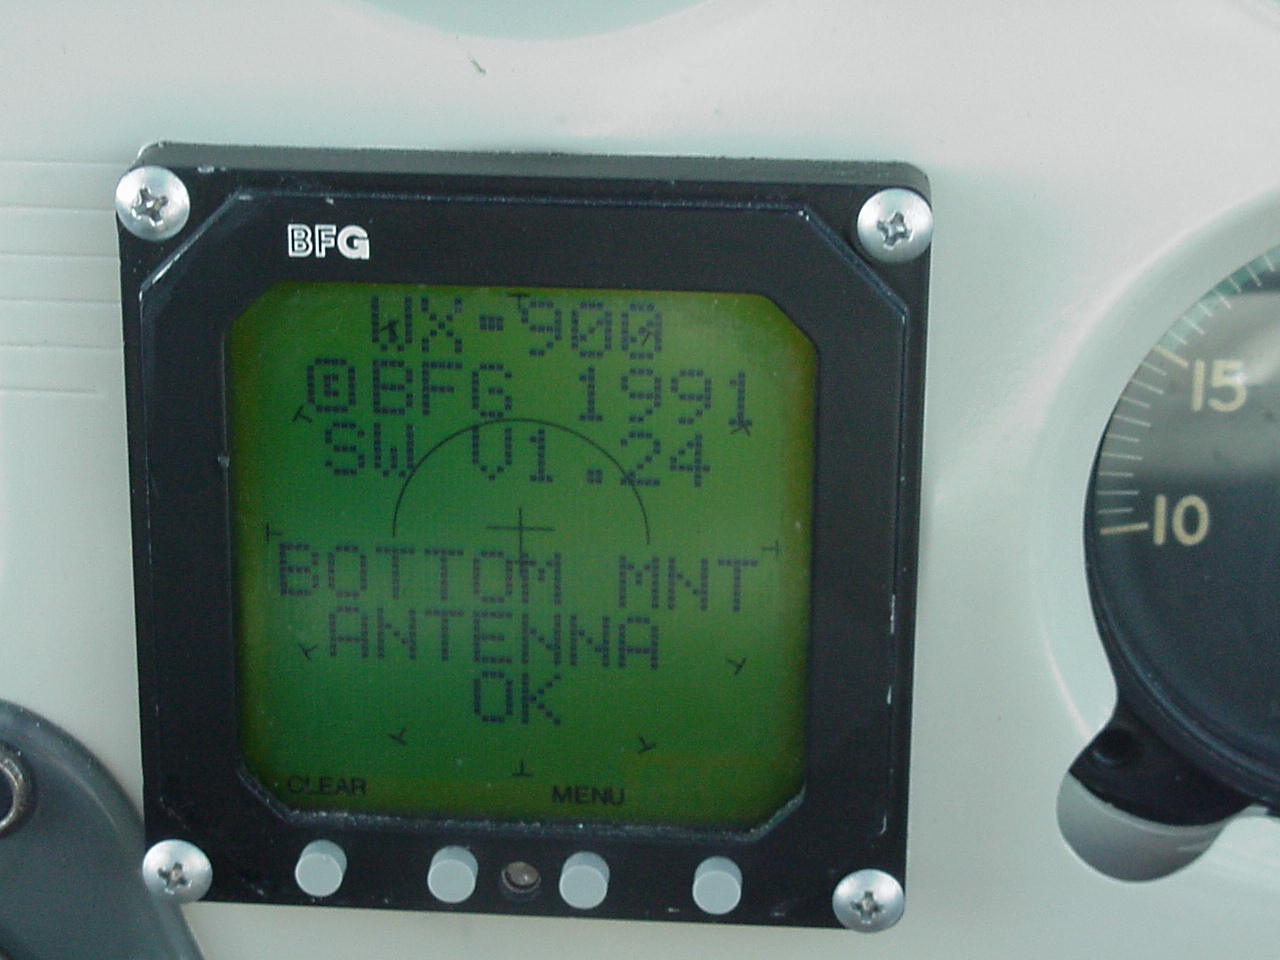 BFG
WX-900
©BFG 1991
SW V1.24
BOTTOM MNT
ANTENNA
OK
CLEAR
MENU
15
10